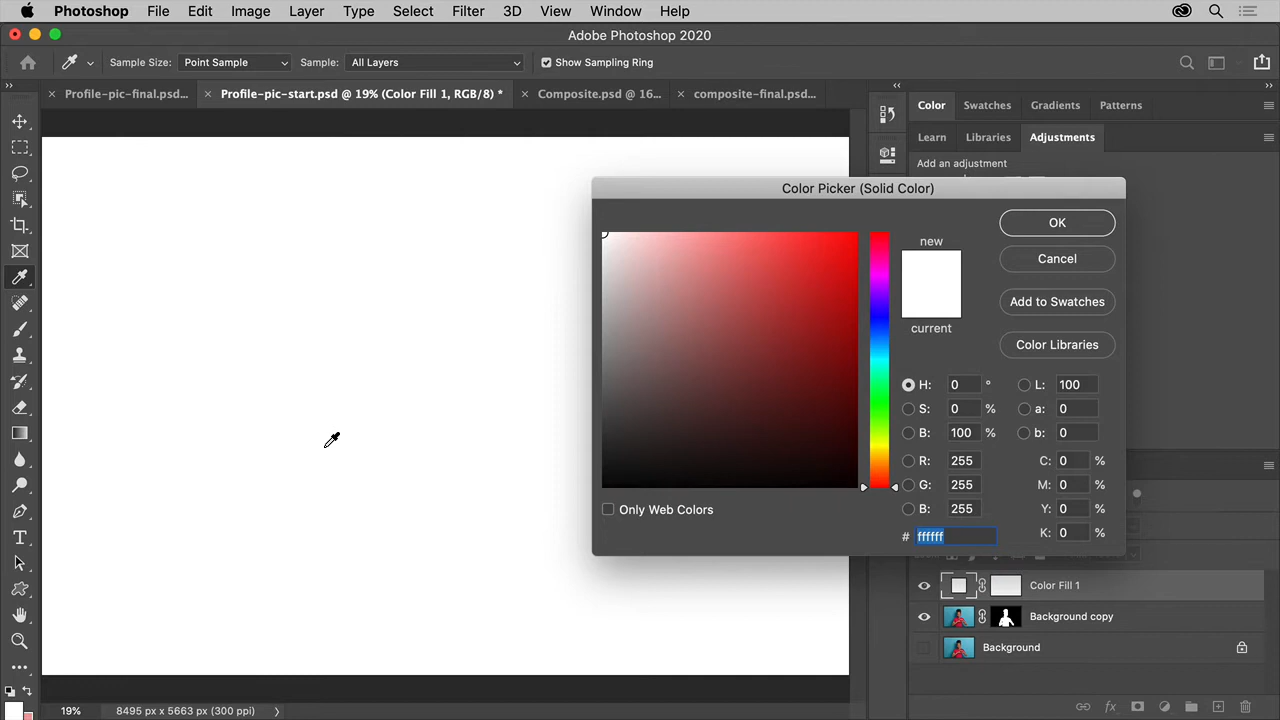 Photoshop File Edit Image Layer Type Select Filter 3D View Window Help
Adobe Photoshop 2020
Sample Size: Point Sample Sample: All Layers Show Sampling Ring
Profile-pic-final.psd... Profile-pic-start.psd @ 19% (Color Fill 1, RGB/8) * Composite.psd @ 16... composite-final.psd...
Color Swatches Gradients Patterns
Learn Libraries Adjustments
Add an adjustment
Color Picker (Solid Color)
OK
new
Cancel
Add to Swatches
current
Color Libraries
H: 0 ° L: 100
S: 0 % a: 0
B: 100 % b: 0
R: 255 C: 0 %
G: 255 M: 0 %
Only Web Colors B: 255 Y: 0 %
# ffffff K: 0 %
Color Fill 1
Background copy
Background
fx
19% 8495 px x 5663 px (300 ppi)